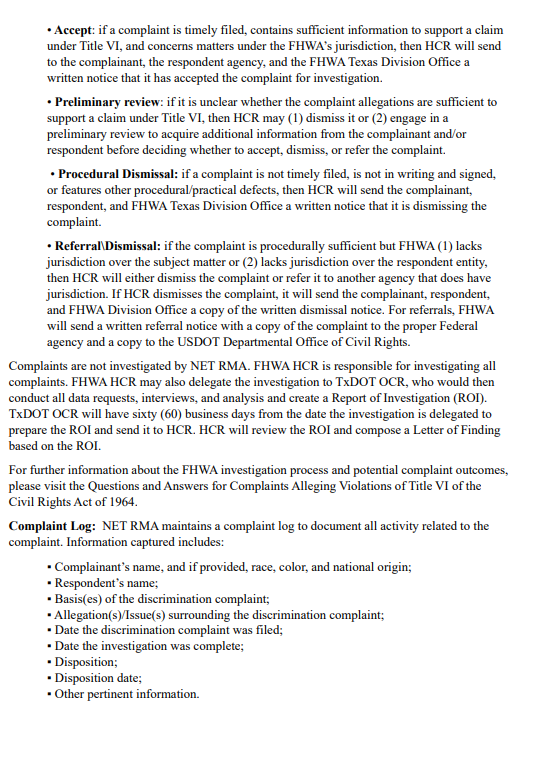 • Accept: if a complaint is timely filed, contains sufficient information to support a claim
under Title VI, and concerns matters under the FHWA's jurisdiction, then HCR will send
to the complainant, the respondent agency, and the FHWA Texas Division Office a
written notice that it has accepted the complaint for investigation.
• Preliminary review: if it is unclear whether the complaint allegations are sufficient to
support a claim under Title VI, then HCR may (1) dismiss it or (2) engage in a
preliminary review to acquire additional information from the complainant and/or
respondent before deciding whether to accept, dismiss, or refer the complaint.
• Procedural Dismissal: if a complaint is not timely filed, is not in writing and signed,
or features other procedural/practical defects, then HCR will send the complainant,
respondent, and FHWA Texas Division Office a written notice that it is dismissing the
complaint.
• Referral\Dismissal: if the complaint is procedurally sufficient but FHWA (1) lacks
jurisdiction over the subject matter or (2) lacks jurisdiction over the respondent entity,
then HCR will either dismiss the complaint or refer it to another agency that does have
jurisdiction. If HCR dismisses the complaint, it will send the complainant, respondent,
and FHWA Division Office a copy of the written dismissal notice. For referrals, FHWA
will send a written referral notice with a copy of the complaint to the proper Federal
agency and a copy to the USDOT Departmental Office of Civil Rights.
Complaints are not investigated by NET RMA. FHWA HCR is responsible for investigating all
complaints. FHWA HCR may also delegate the investigation to TxDOT OCR, who would then
conduct all data requests, interviews, and analysis and create a Report of Investigation (ROI).
TxDOT OCR will have sixty (60) business days from the date the investigation is delegated to
prepare the ROI and send it to HCR. HCR will review the ROI and compose a Letter of Finding
based on the ROI.
For further information about the FHWA investigation process and potential complaint outcomes,
please visit the Questions and Answers for Complaints Alleging Violations of Title VI of the
Civil Rights Act of 1964.
Complaint Log: NET RMA maintains a complaint log to document all activity related to the
complaint. Information captured includes:
▪ Complainant's name, and if provided, race, color, and national origin;
▪ Respondent's name;
▪ Basis(es) of the discrimination complaint;
▪ Allegation(s)/Issue(s) surrounding the discrimination complaint;
▪ Date the discrimination complaint was filed;
▪ Date the investigation was complete;
▪ Disposition;
▪ Disposition date;
▪ Other pertinent information.